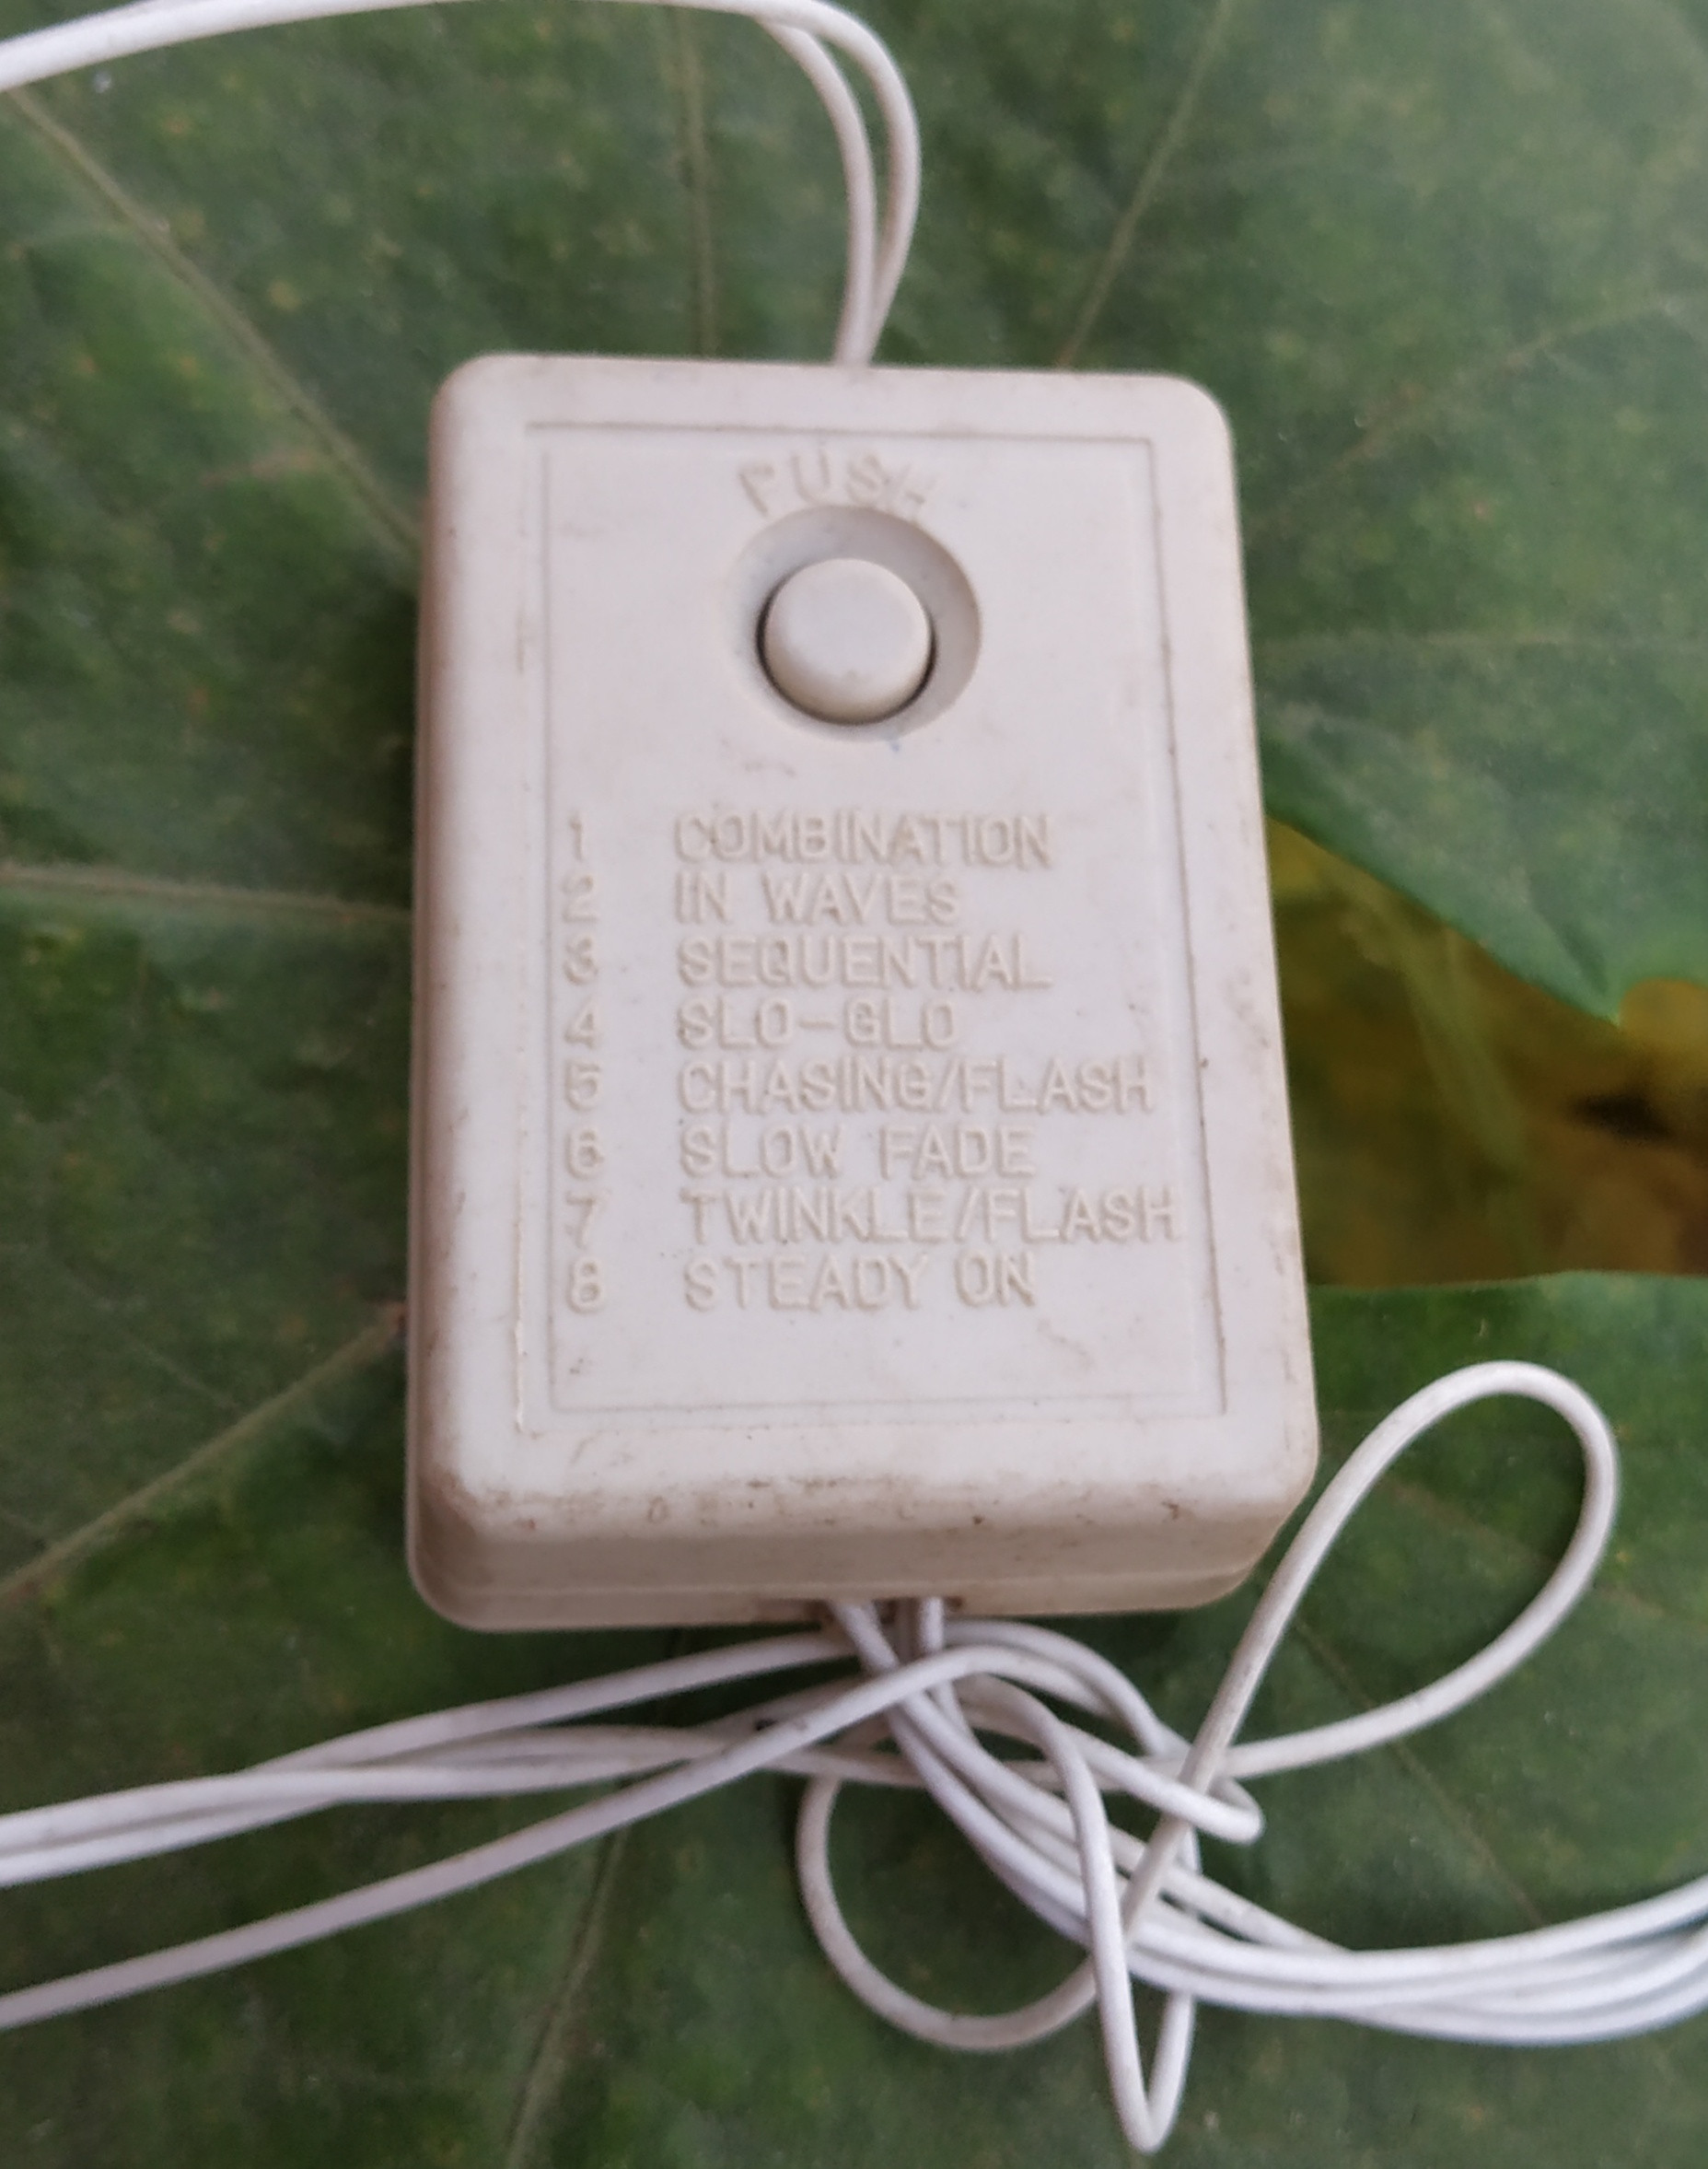 PUSH
1 COMBINATION
2 IN WAVES
3 SEQUENTIAL
4 SLO-GLO
5 CHASING/FLASH
6 SLOW FADE
7 TWINKLE/FLASH
8 STEADY ON